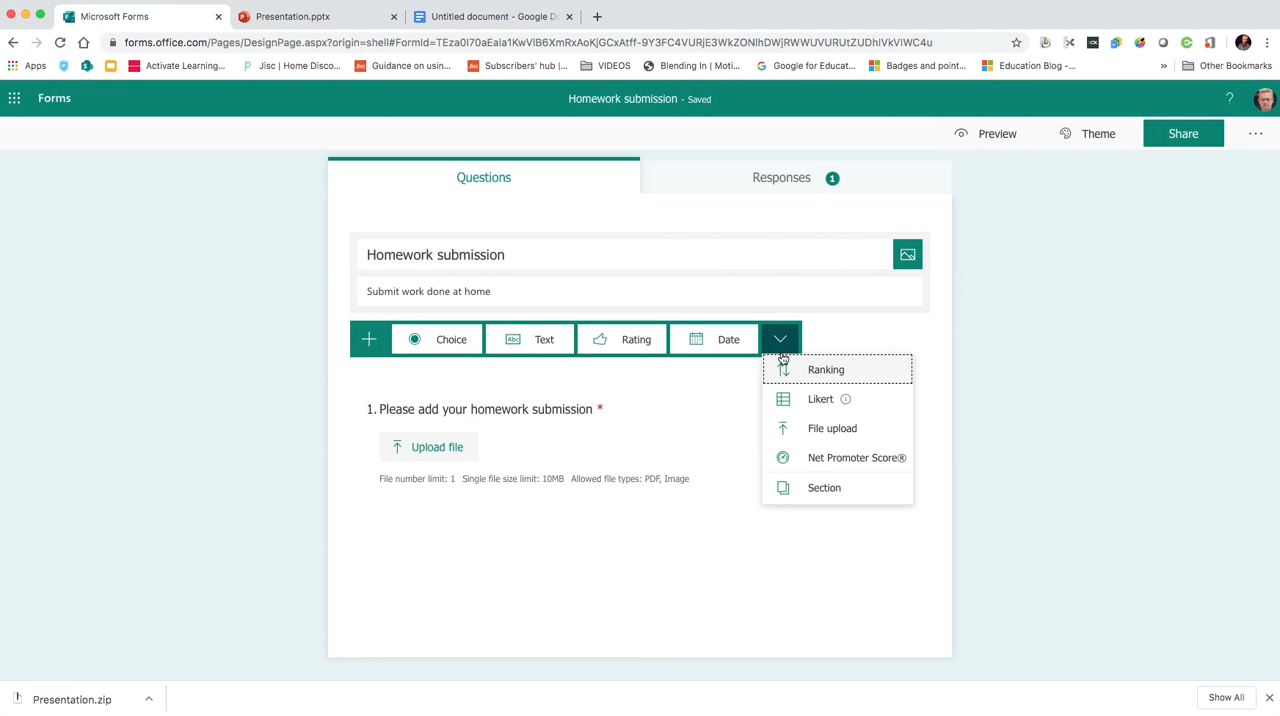 Microsoft Forms
Presentation.pptx
Untitled document - Google Do
forms.office.com/Pages/DesignPage.aspx?origin=shell#FormId=TEza0I70aEaIa1KwVlB6XmRxAoKjGCxAtff-9Y3FC4VURjE3WkZONlhDWjRWWUVURUtZUDhIVkVIWC4u
Apps
Activate Learning...
Jisc | Home Disco...
Guidance on using...
Subscribers' hub |...
VIDEOS
Blending In | Moti...
Google for Educat...
Badges and point...
Education Blog -...
»
Other Bookmarks
Forms
Homework submission - Saved
?
Preview
Theme
Share
...
Questions
Responses 1
Homework submission
Submit work done at home
Choice
Abc Text
Rating
Date
Ranking
Likert
File upload
Net Promoter Score®
Section
1. Please add your homework submission *
Upload file
File number limit: 1 Single file size limit: 10MB Allowed file types: PDF, Image
Presentation.zip
Show All